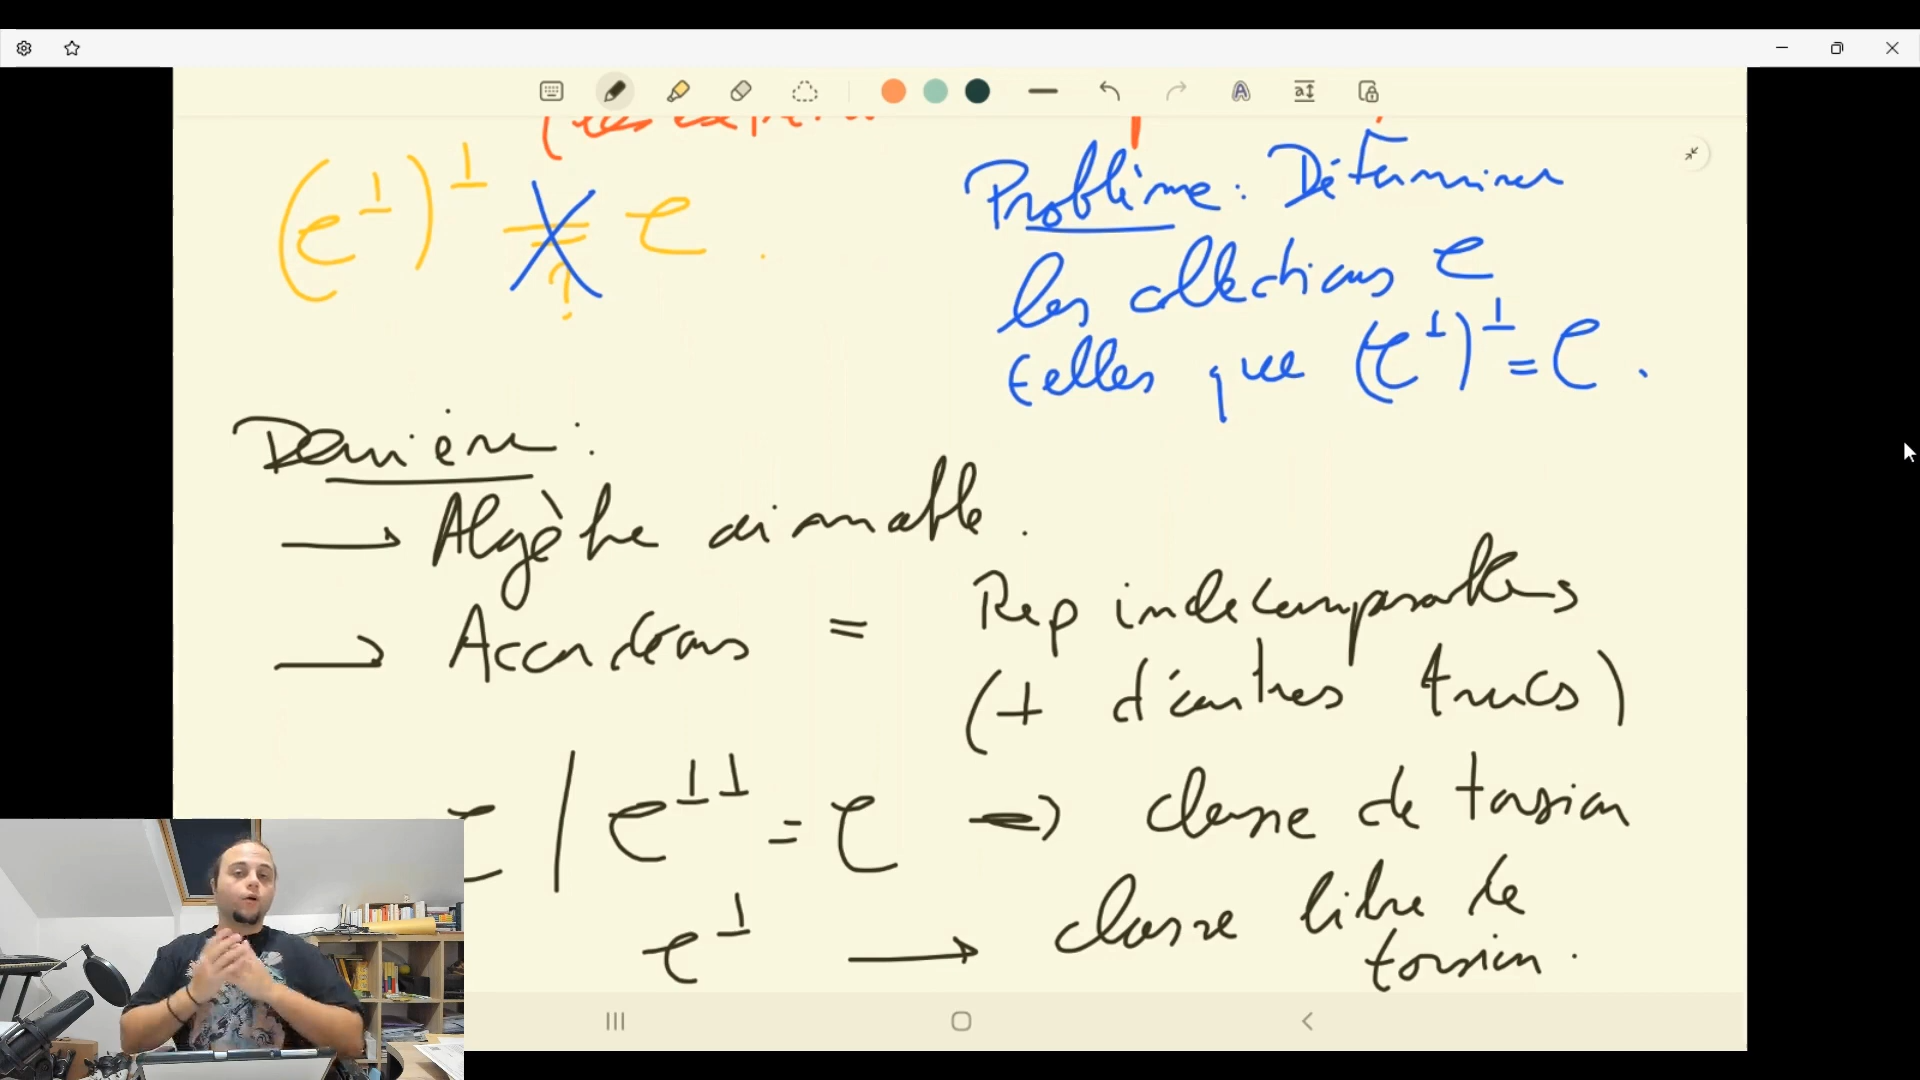 (𝒞^⊥)^⊥ = 𝒞 .
?
Problème : Déterminer
les collections 𝒞
telles que (𝒞^⊥)^⊥ = 𝒞 .
Derrière :
→ Algèbre aimable .
→ Accordéons = Rep indécomposables
(+ d'autres trucs)
𝒞 / 𝒞^⊥⊥ = 𝒞 → classe de torsion
𝒞^⊥ → classe libre de
torsion .